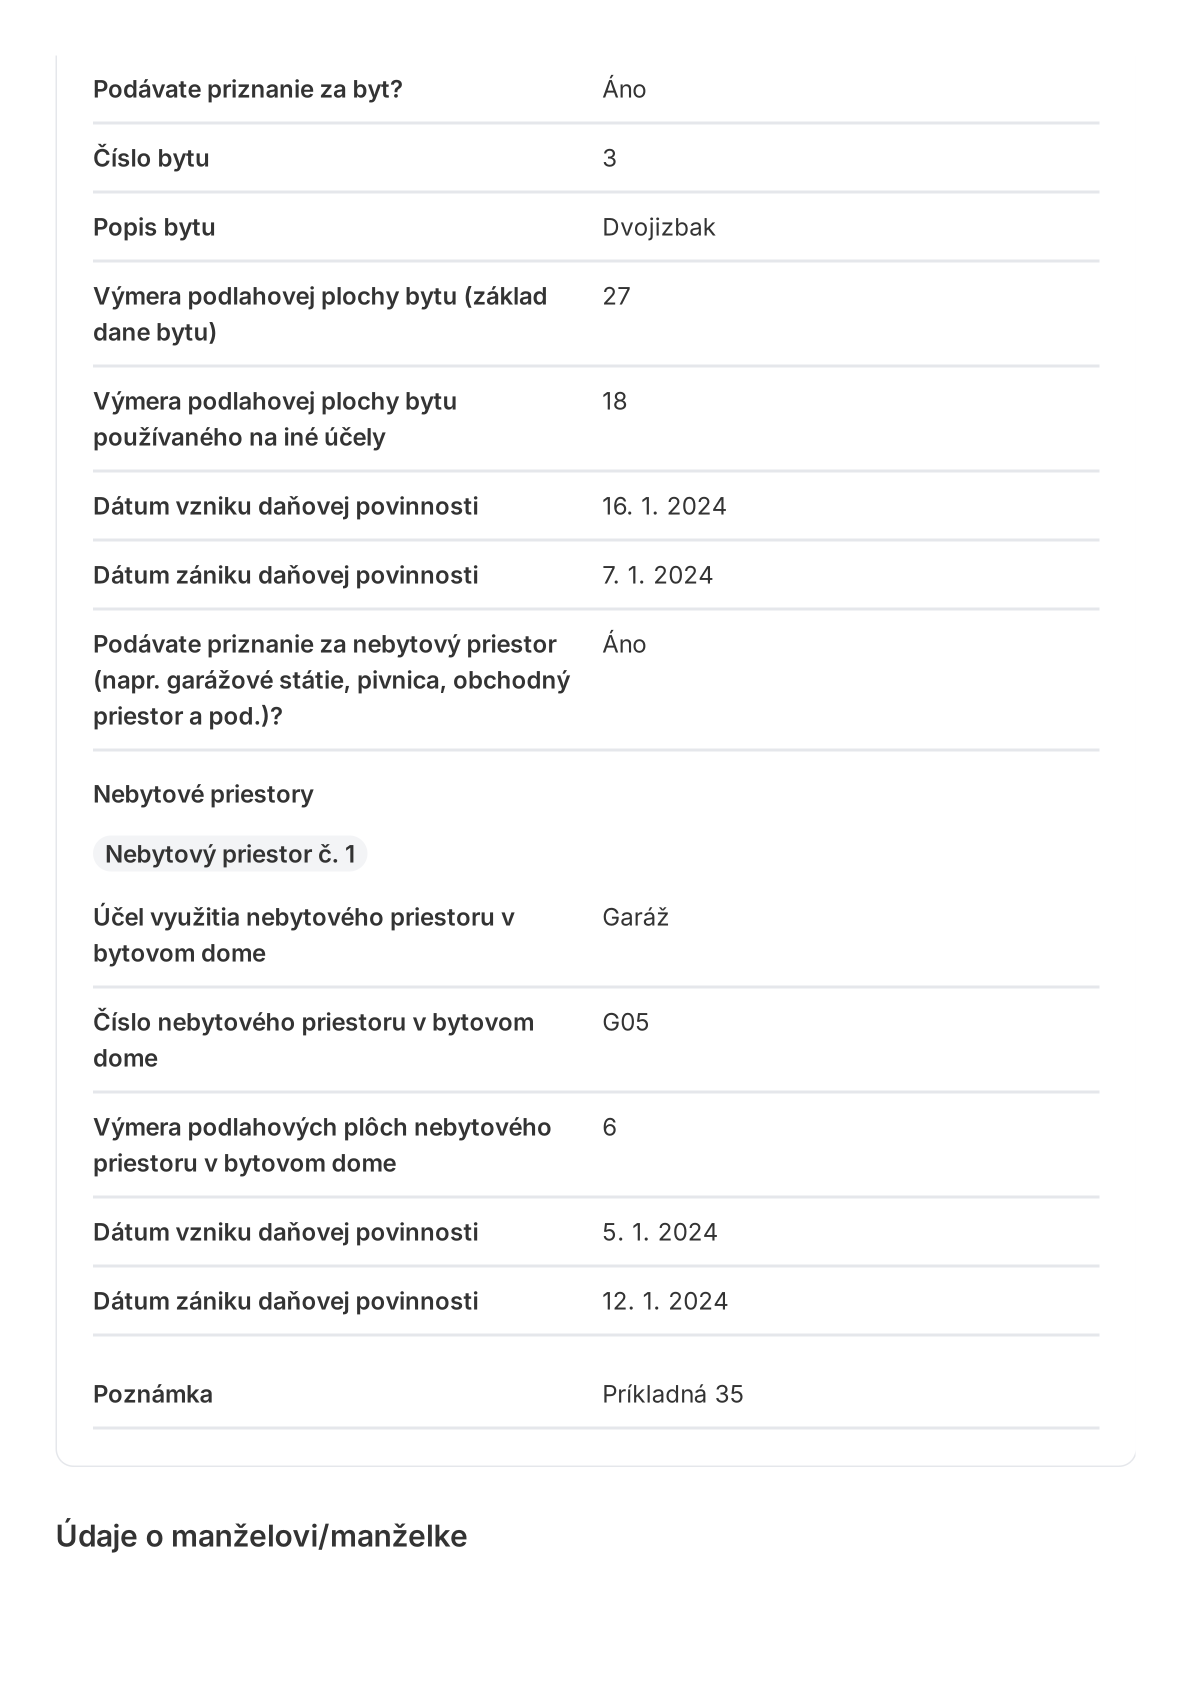 Podávate priznanie za byt? Áno
Číslo bytu 3
Popis bytu Dvojizbak
Výmera podlahovej plochy bytu (základ 27
dane bytu)
Výmera podlahovej plochy bytu 18
používaného na iné účely
Dátum vzniku daňovej povinnosti 16. 1. 2024
Dátum zániku daňovej povinnosti 7. 1. 2024
Podávate priznanie za nebytový priestor Áno
(napr. garážové státie, pivnica, obchodný
priestor a pod.)?
Nebytové priestory
Nebytový priestor č. 1
Účel využitia nebytového priestoru v Garáž
bytovom dome
Číslo nebytového priestoru v bytovom G05
dome
Výmera podlahových plôch nebytového 6
priestoru v bytovom dome
Dátum vzniku daňovej povinnosti 5. 1. 2024
Dátum zániku daňovej povinnosti 12. 1. 2024
Poznámka Príkladná 35
Údaje o manželovi/manželke